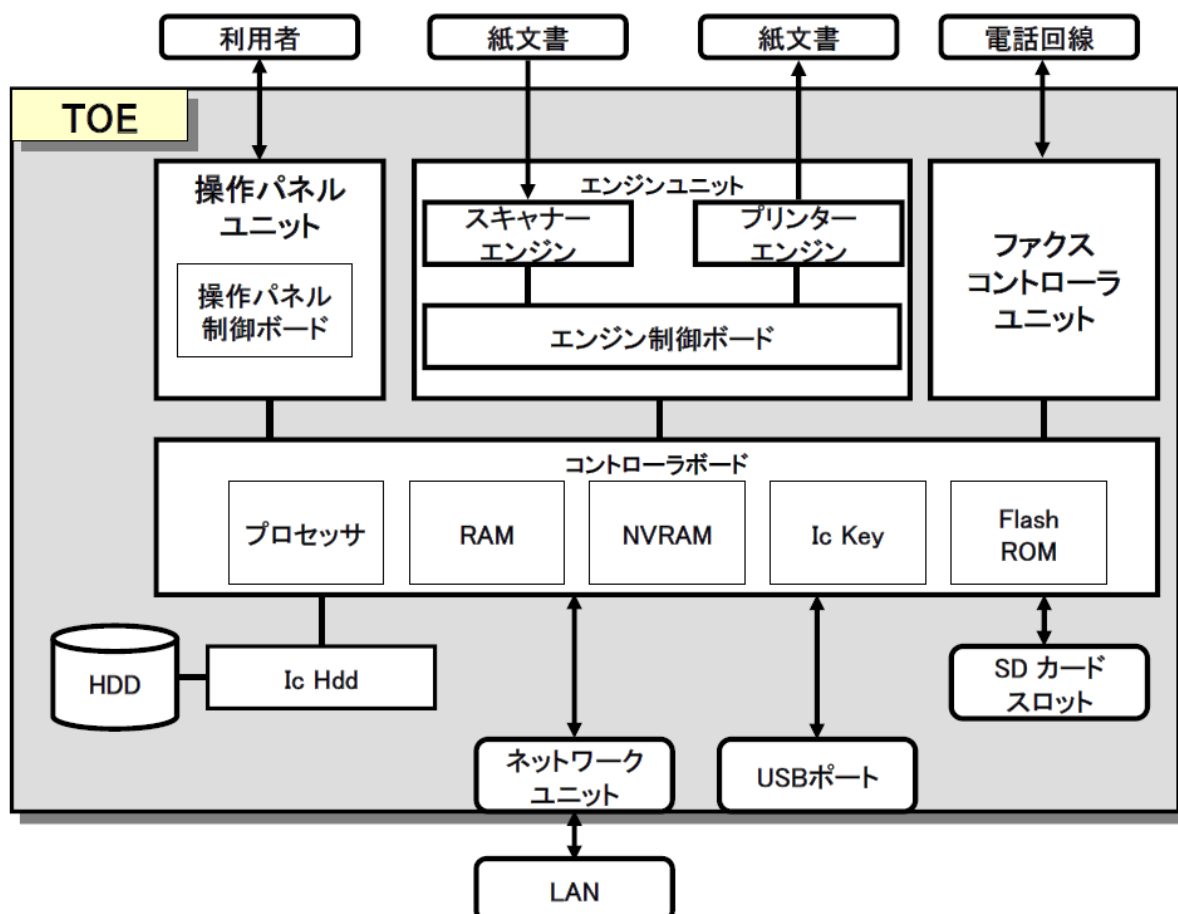 利用者
紙文書
紙文書
電話回線
TOE
操作パネル
ユニット
操作パネル
制御ボード
エンジンユニット
スキャナー
エンジン
プリンター
エンジン
エンジン制御ボード
ファクス
コントローラ
ユニット
コントローラボード
プロセッサ
RAM
NVRAM
Ic Key
Flash
ROM
HDD
Ic Hdd
SD カード
スロット
ネットワーク
ユニット
USBポート
LAN